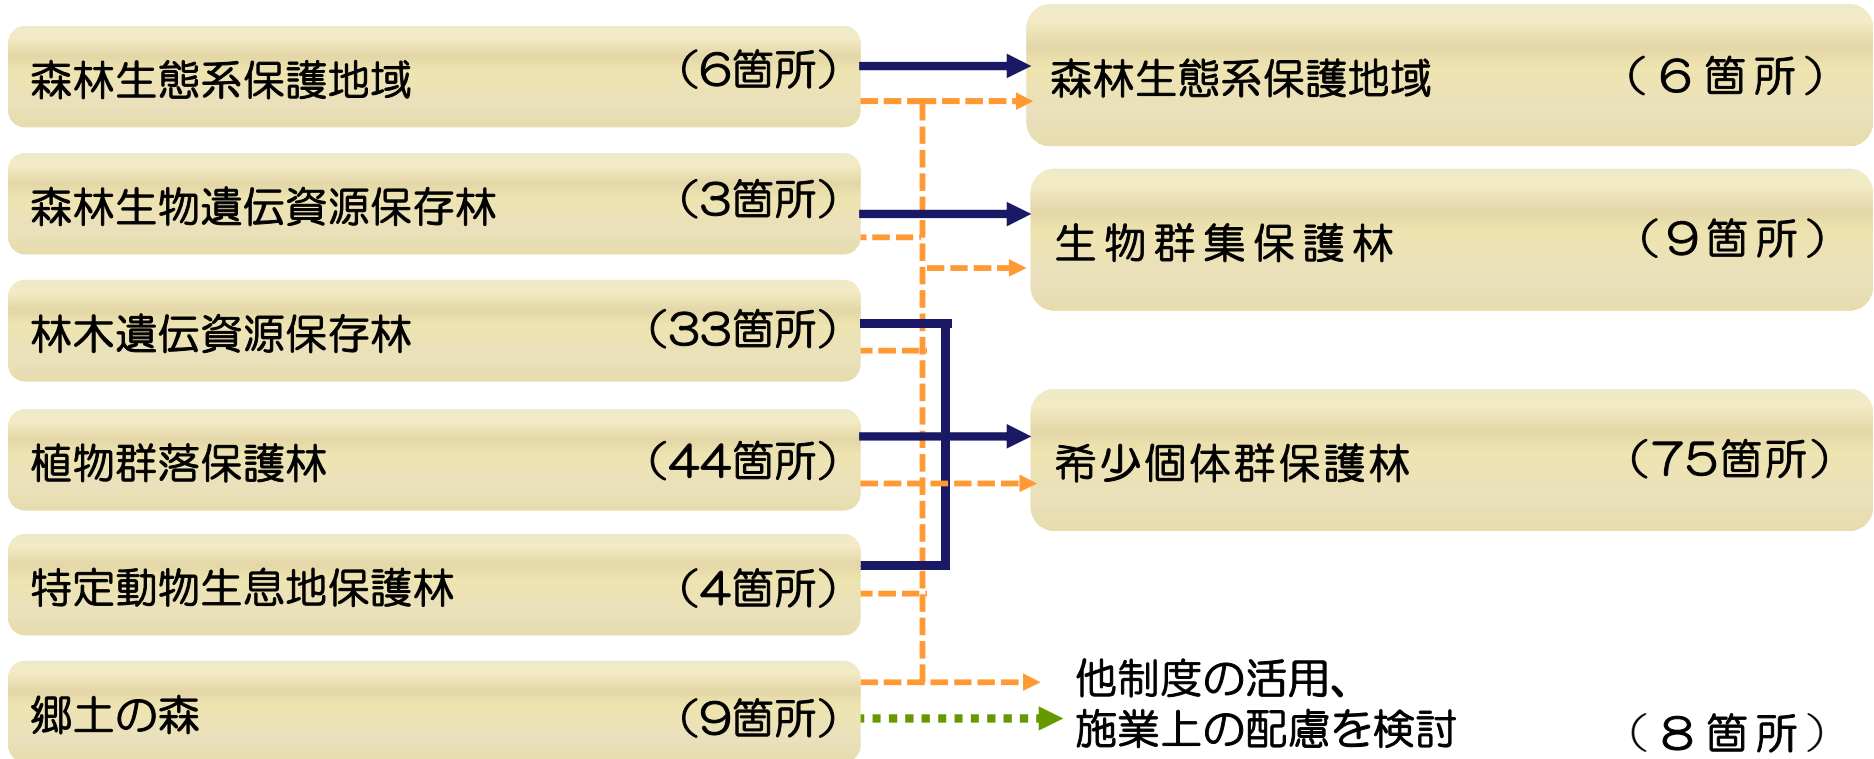 森林生態系保護地域 （6箇所）
森林生物遺伝資源保存林 （3箇所）
林木遺伝資源保存林 （33箇所）
植物群落保護林 （44箇所）
特定動物生息地保護林 （4箇所）
郷土の森 （9箇所）
森林生態系保護地域 （6箇所）
生物群集保護林 （9箇所）
希少個体群保護林 （75箇所）
他制度の活用、
施業上の配慮を検討 （8箇所）